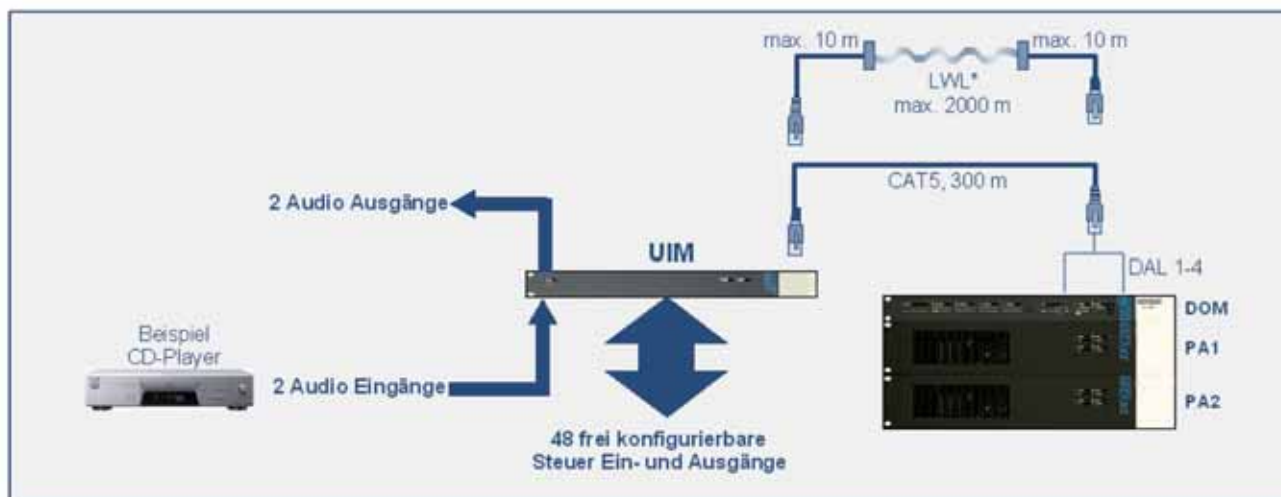 max. 10 m
max. 10 m
LWL*
max. 2000 m
CAT5, 300 m
2 Audio Ausgänge
UIM
DAL 1-4
DOM
PA1
PA2
Beispiel
CD-Player
2 Audio Eingänge
48 frei konfigurierbare
Steuer Ein- und Ausgänge